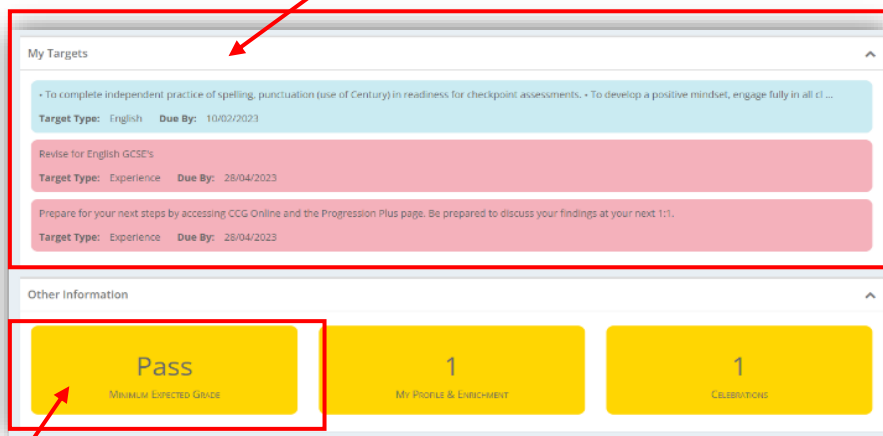 My Targets
• To complete independent practice of spelling, punctuation (use of Century) in readiness for checkpoint assessments. • To develop a positive mindset, engage fully in all cl ...
Target Type: English Due By: 10/02/2023
Revise for English GCSE's
Target Type: Experience Due By: 28/04/2023
Prepare for your next steps by accessing CCG Online and the Progression Plus page. Be prepared to discuss your findings at your next 1:1.
Target Type: Experience Due By: 28/04/2023
Other Information
Pass
Minimum Expected Grade
1
My Profile & Enrichment
1
Celebrations